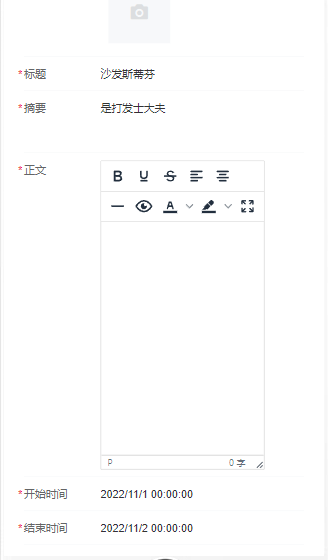 *标题 沙发斯蒂芬
*摘要 是打发士大夫
*正文
B U S
A
P 0 字
*开始时间 2022/11/1 00:00:00
*结束时间 2022/11/2 00:00:00